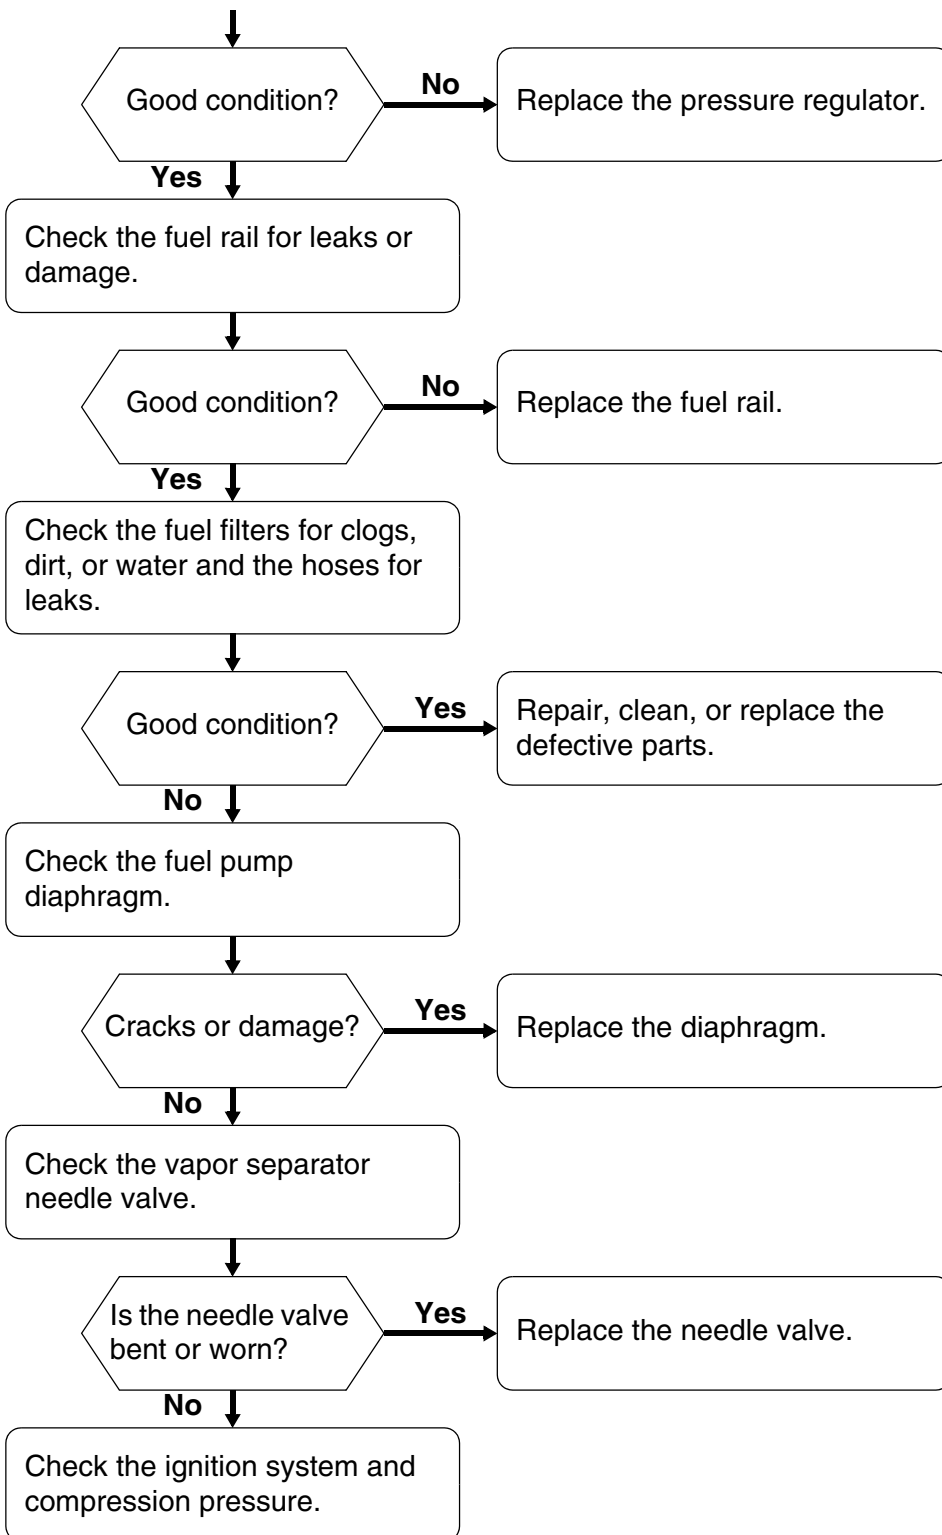 Good condition?
No
Replace the pressure regulator.
Yes
Check the fuel rail for leaks or
damage.
Good condition?
No
Replace the fuel rail.
Yes
Check the fuel filters for clogs,
dirt, or water and the hoses for
leaks.
Good condition?
Yes
Repair, clean, or replace the
defective parts.
No
Check the fuel pump
diaphragm.
Cracks or damage?
Yes
Replace the diaphragm.
No
Check the vapor separator
needle valve.
Is the needle valve
bent or worn?
Yes
Replace the needle valve.
No
Check the ignition system and
compression pressure.